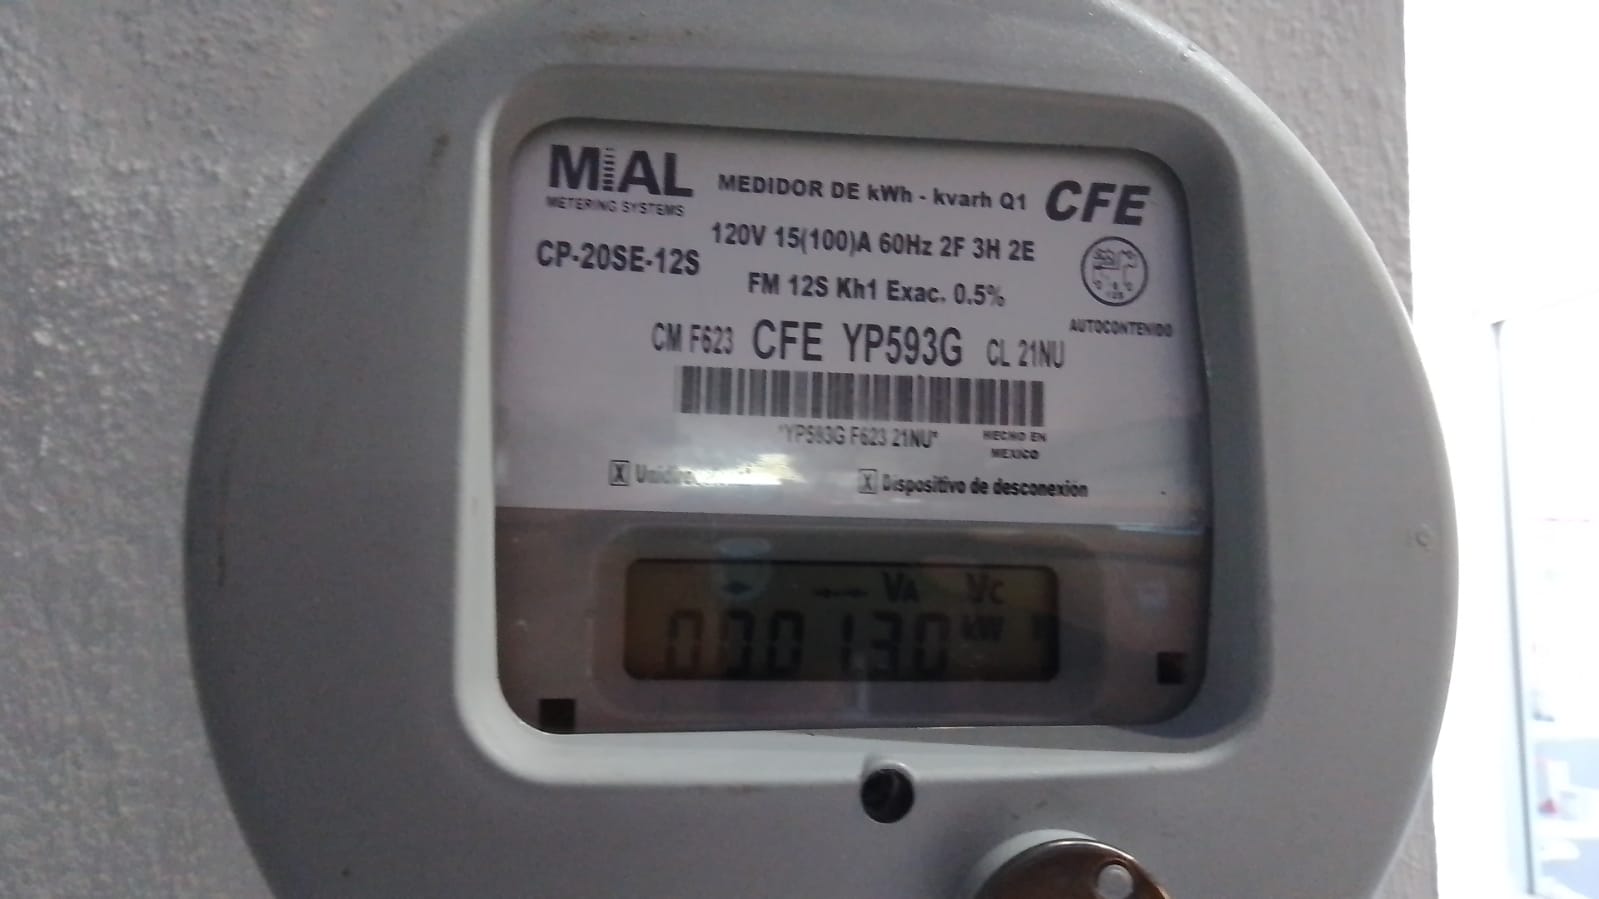 MIAL
METERING SYSTEMS
MEDIDOR DE kWh - kvarh Q1
CFE
CP-20SE-12S
120V 15(100)A 60Hz 2F 3H 2E
FM 12S Kh1 Exac. 0.5%
AUTOCONTENIDO
CM F623 CFE YP593G CL 21NU
*YP593G F623 21NU*
HECHO EN
MEXICO
X
X Dispositivo de desconexión
VA VC
kW